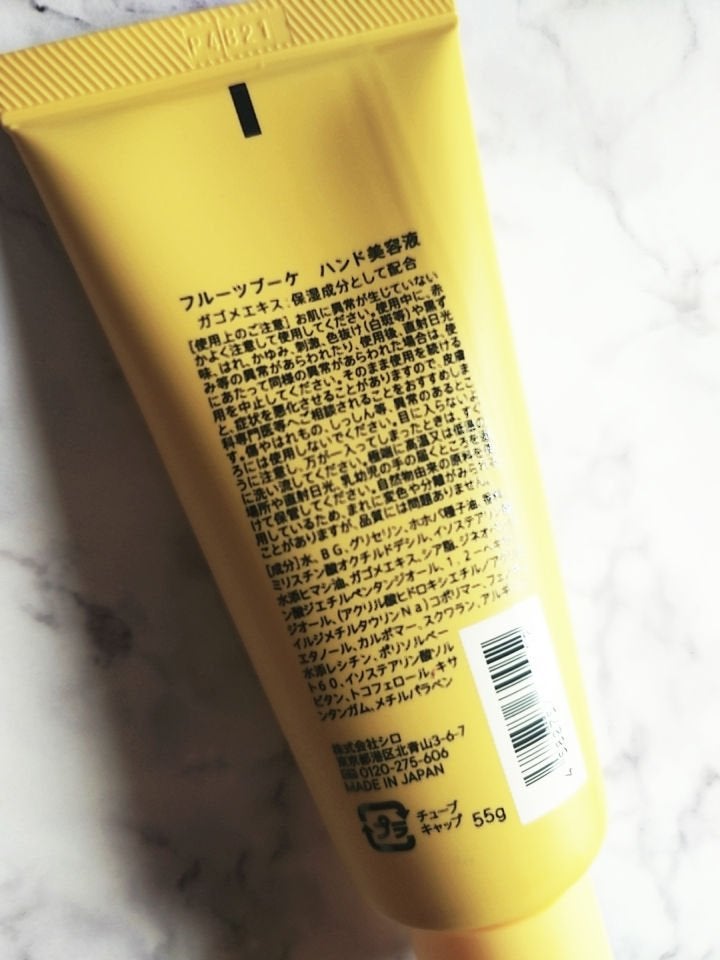 P4B21
フルーツブーケ ハンド美容液
ガゴメエキス:保湿成分として配合
[使用上のご注意] お肌に異常が生じていない
かよく注意して使用してください。使用中に、赤
味、はれ、かゆみ、刺激、色抜け(白斑等)や黒ず
み等の異常があらわれたり、使用後、直射日光
にあたって同様の異常があらわれた場合は、使
用を中止してください。そのまま使用を続ける
と、症状を悪化させることがありますので、皮膚
科専門医等へご相談されることをおすすめしま
す。傷やはれもの、しっしん等、異常のあるとこ
ろには使用しないでください。目に入らないよ
うに注意し、万が一入ってしまったときは、すぐ
に洗い流してください。極端に高温又は低温の
場所や直射日光、乳幼児の手の届くところを避
けて保管してください。自然物由来の原料を使
用しているため、まれに変色や分離がみられる
ことがありますが、品質には問題ありません。
[成分]水、BG、グリセリン、ホホバ種子油、香料、
ミリスチン酸オクチルドデシル、イソステアリン酸
水添ヒマシ油、ガゴメエキス、シア脂、ジネオペ
ン酸ジエチルペンタンジオール、1,2-ヘキ
ジオール、(アクリル酸ヒドロキシエチル/アク
イルジメチルタウリンNa)コポリマー、フェノ
エタノール、カルボマー、スクワラン、アルギ
水添レシチン、ポリソルベー
ト60、イソステアリン酸ソル
ビタン、トコフェロール、キサ
ンタンガム、メチルパラベン
株式会社シロ
東京都港区北青山3-6-7
0120-275-606
MADE IN JAPAN
プラ
チューブ
キャップ 55g